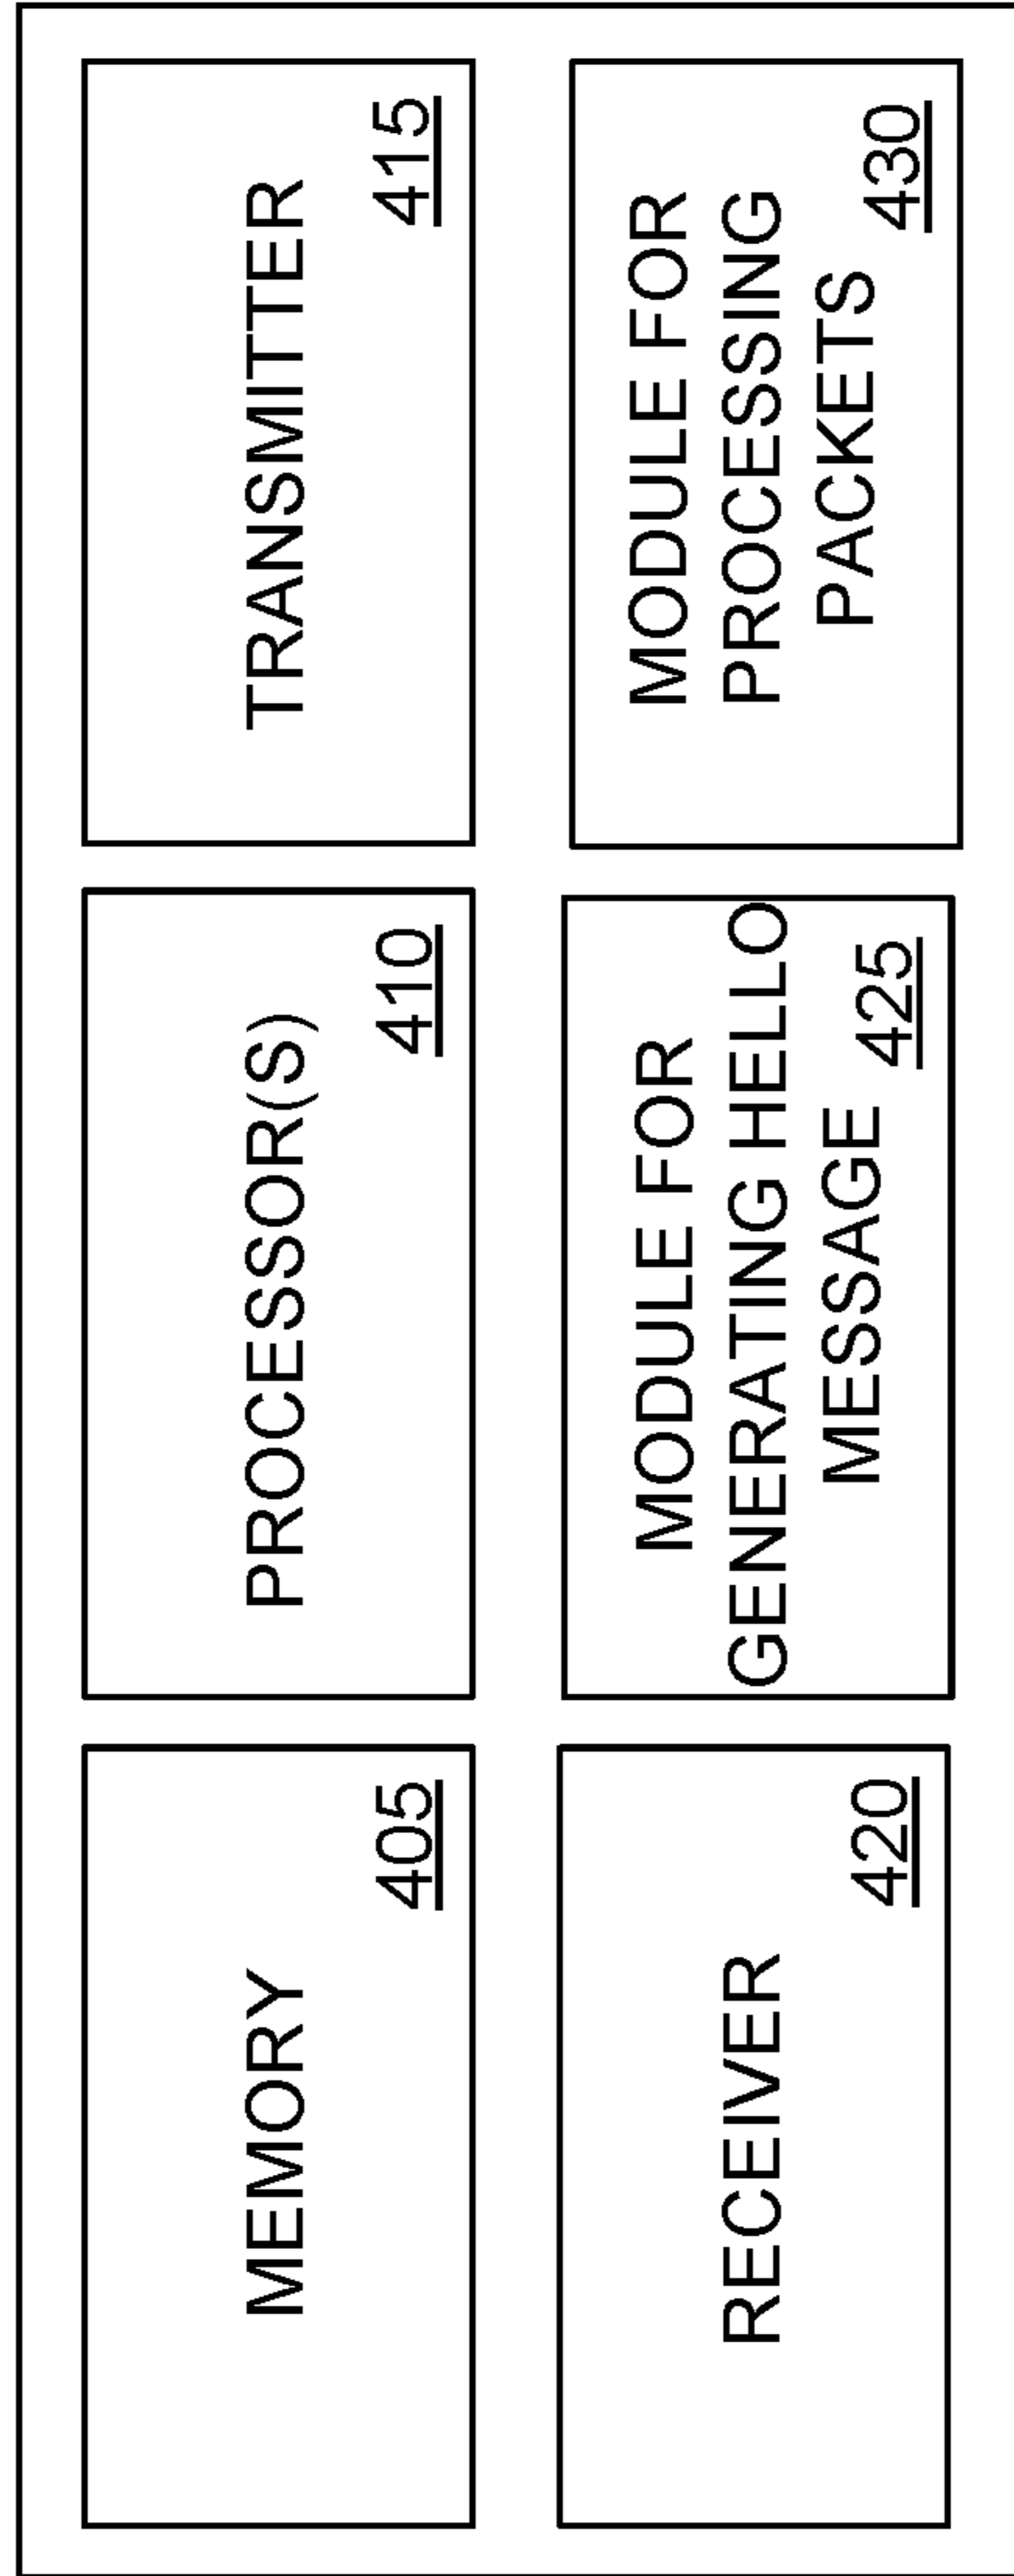 MEMORY
405
PROCESSOR(S)
410
TRANSMITTER
415
RECEIVER
420
MODULE FOR
GENERATING HELLO
MESSAGE
425
MODULE FOR
PROCESSING
PACKETS
430